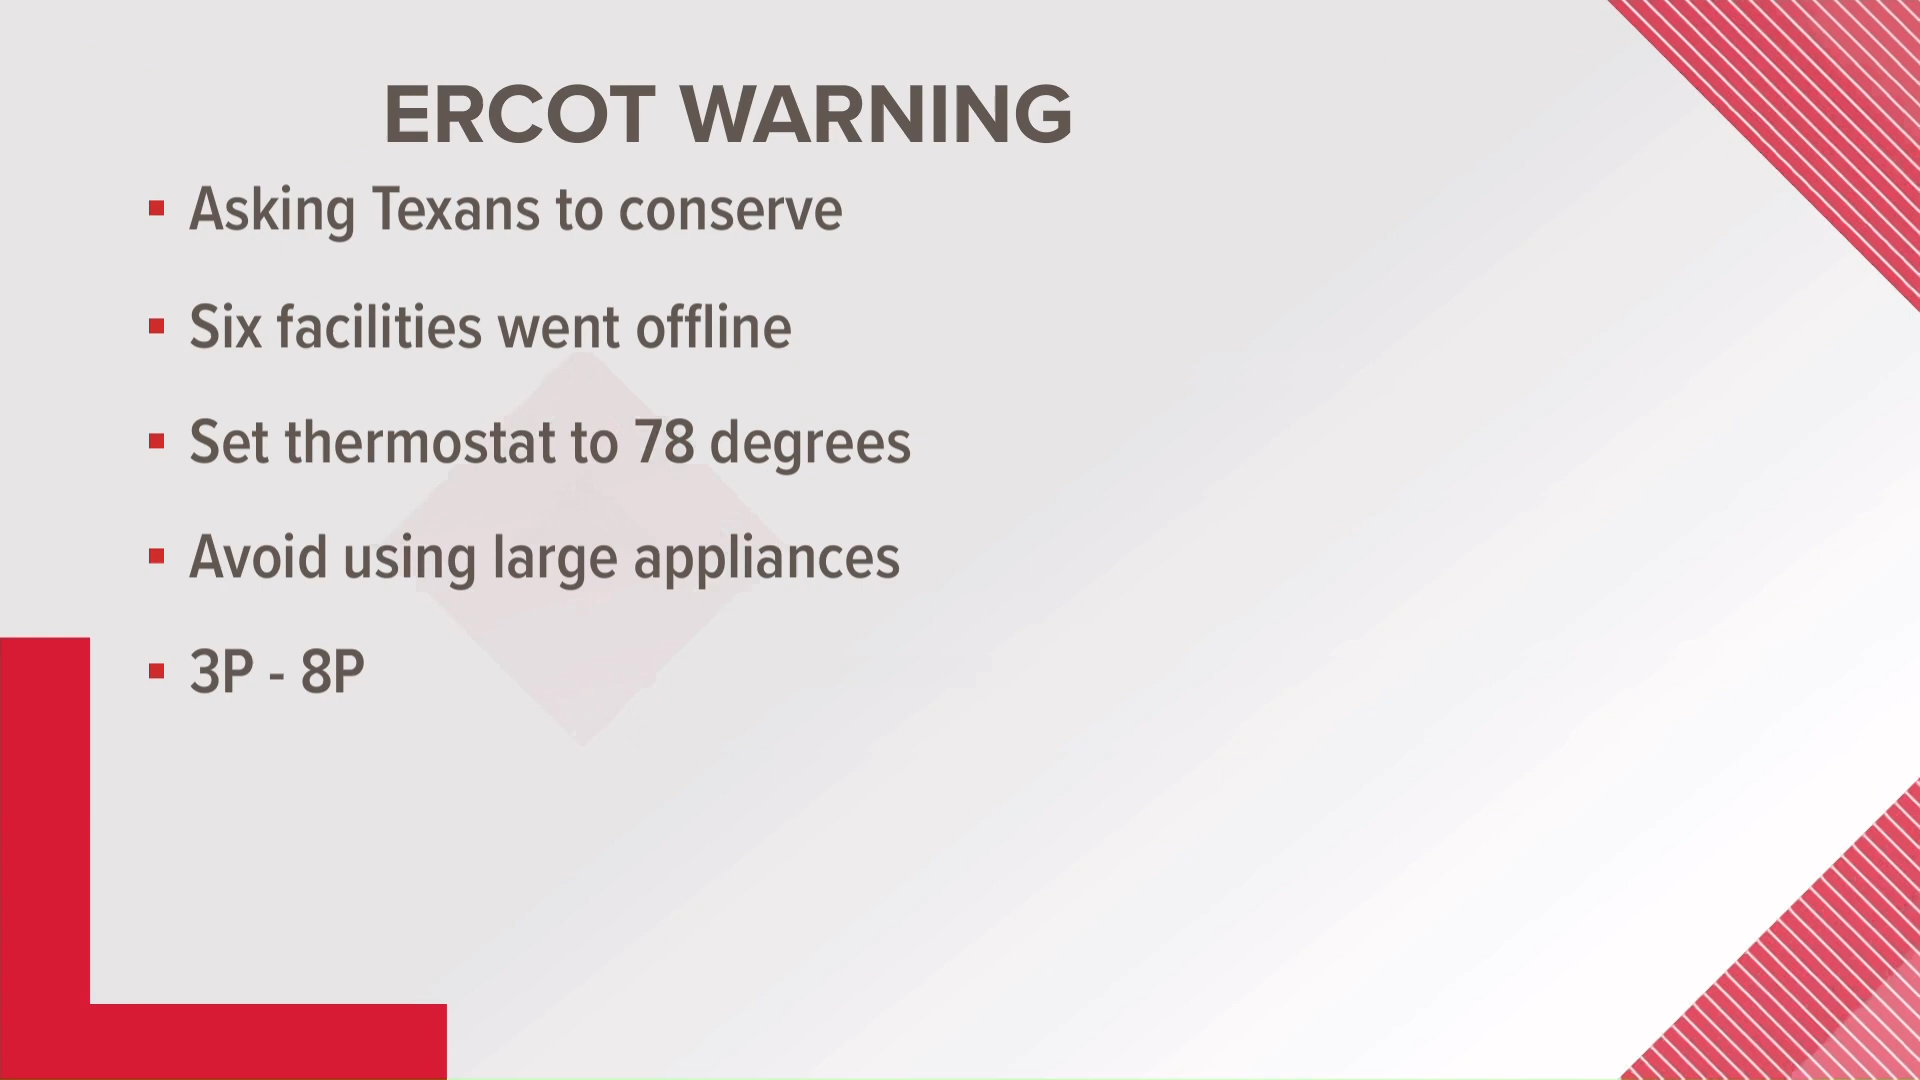 ERCOT WARNING
▪ Asking Texans to conserve
▪ Six facilities went offline
▪ Set thermostat to 78 degrees
▪ Avoid using large appliances
▪ 3P - 8P